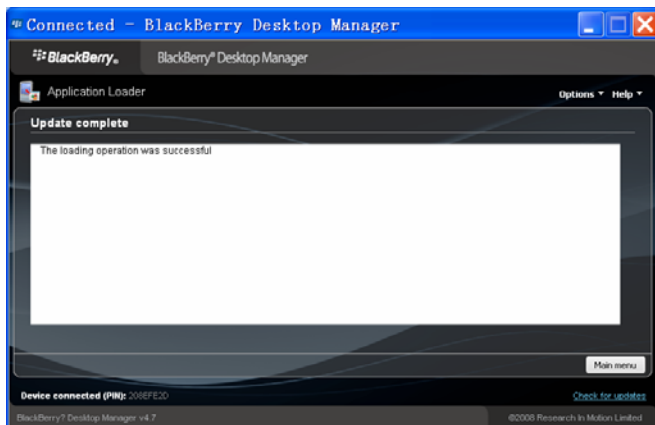 Connected - BlackBerry Desktop Manager
BlackBerry® BlackBerry® Desktop Manager
Application Loader Options Help
Update complete
The loading operation was successful
Main menu
Device connected (PIN): 208EFE2D Check for updates
BlackBerry? Desktop Manager v4.7 ©2008 Research In Motion Limited